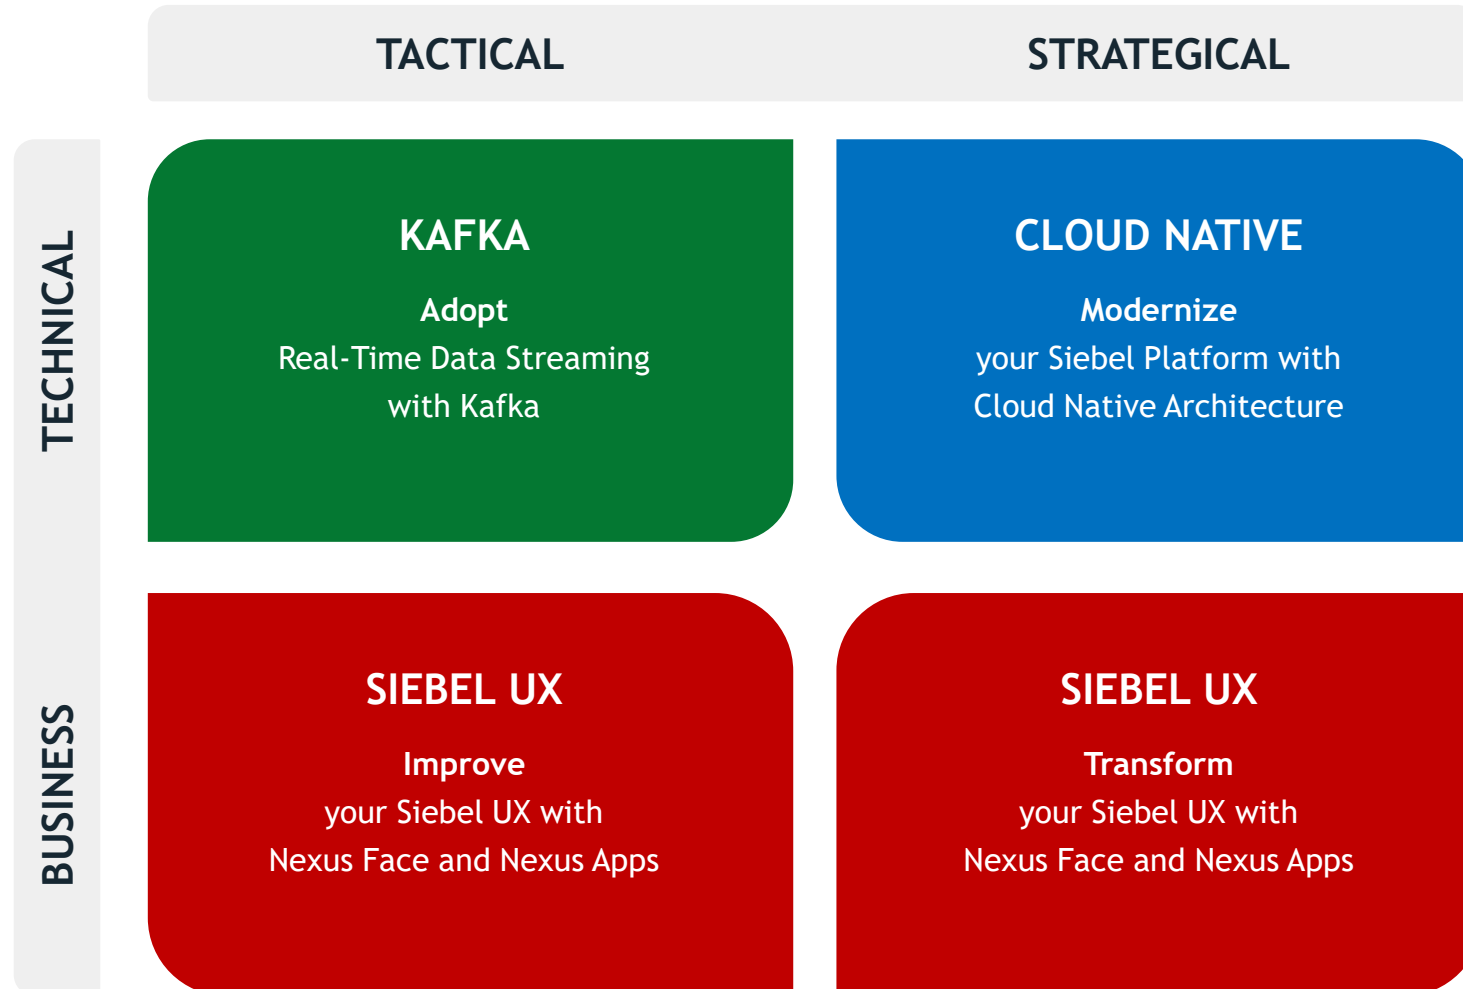 TACTICAL
STRATEGICAL
TECHNICAL
KAFKA
Adopt
Real-Time Data Streaming
with Kafka
CLOUD NATIVE
Modernize
your Siebel Platform with
Cloud Native Architecture
BUSINESS
SIEBEL UX
Improve
your Siebel UX with
Nexus Face and Nexus Apps
SIEBEL UX
Transform
your Siebel UX with
Nexus Face and Nexus Apps